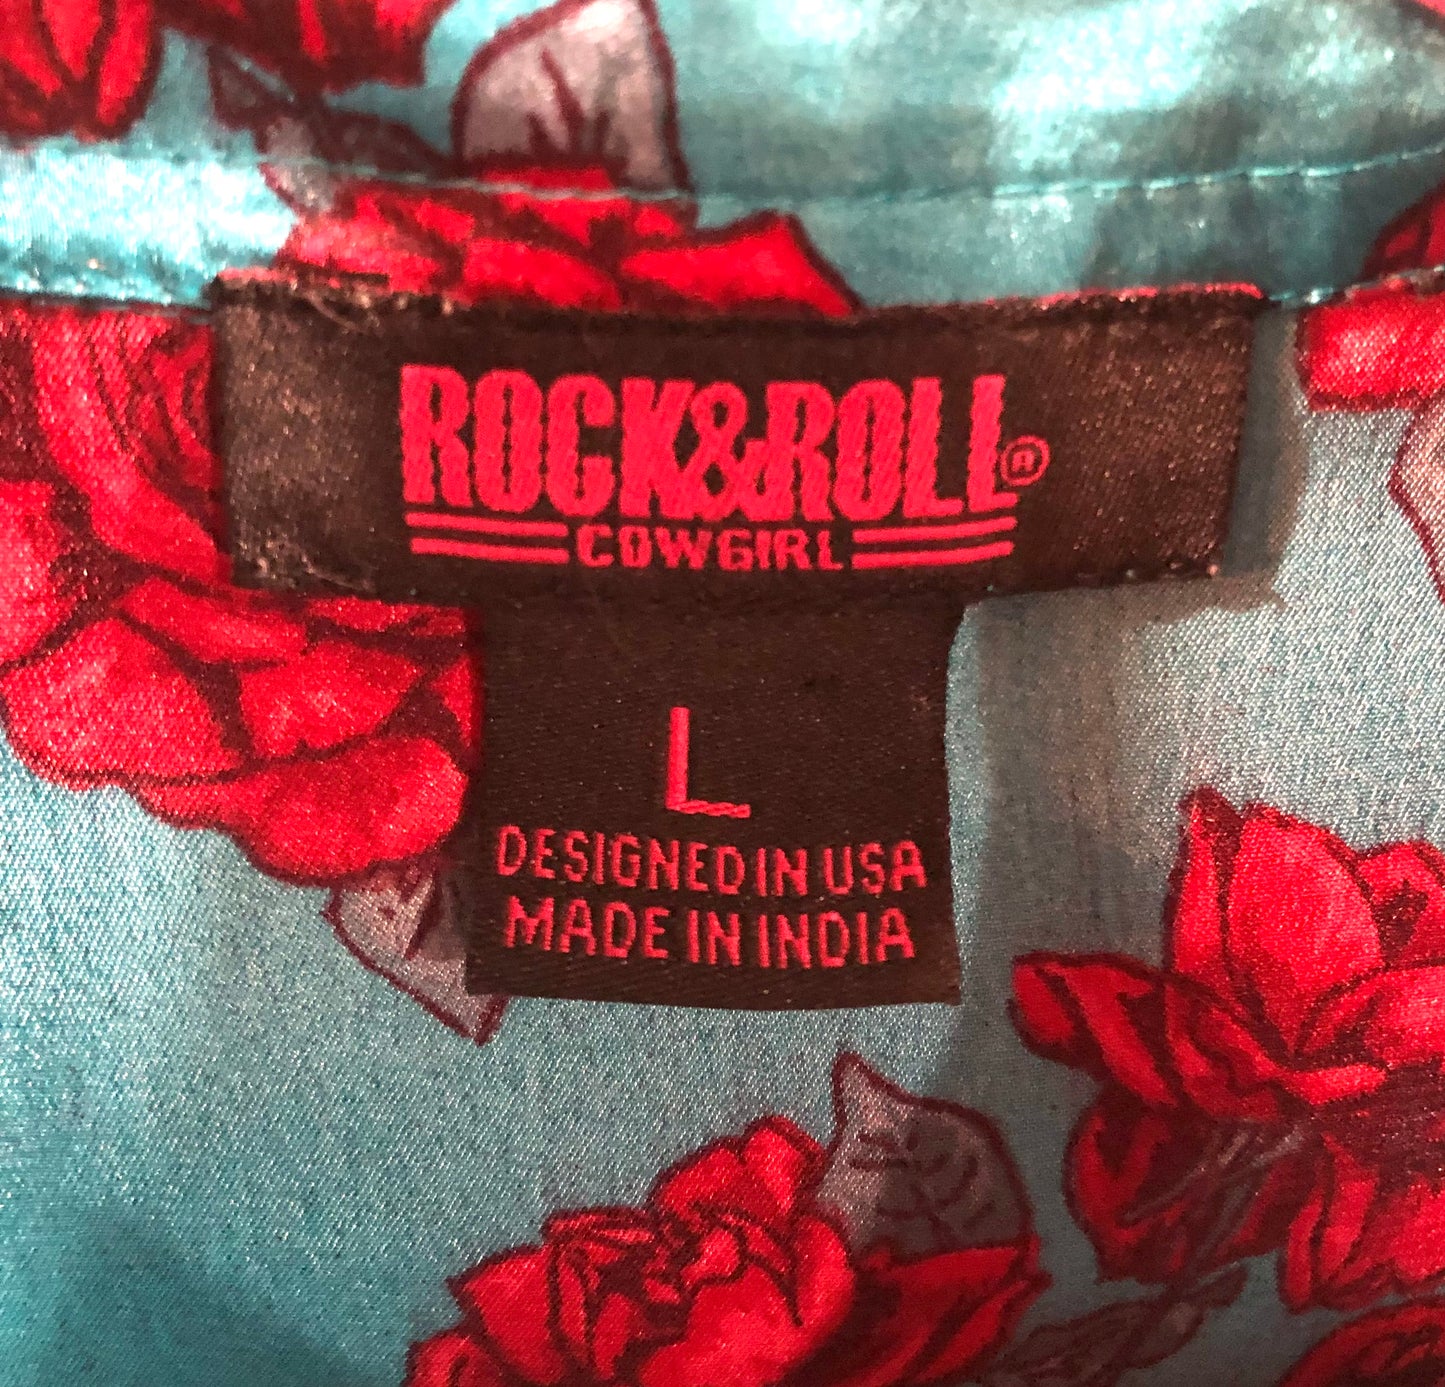 ROCK&ROLL®
COWGIRL
L
DESIGNED IN USA
MADE IN INDIA